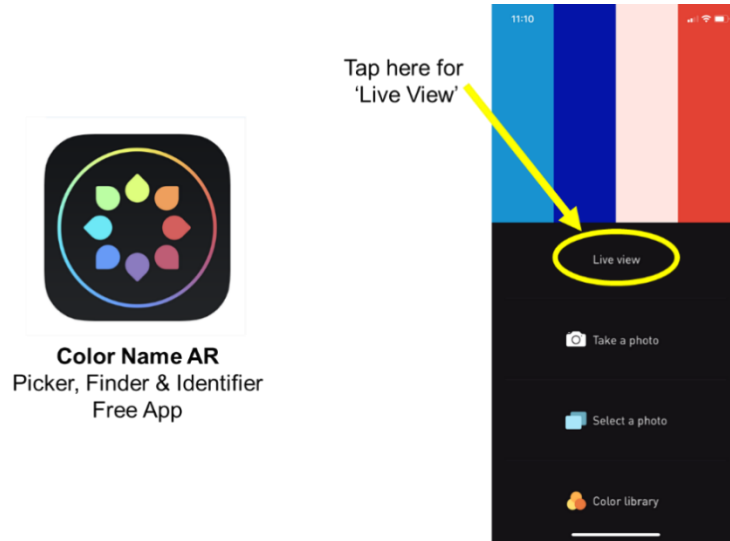 Color Name AR
Picker, Finder & Identifier
Free App
Tap here for
‘Live View’
11:10
Live view
Take a photo
Select a photo
Color library